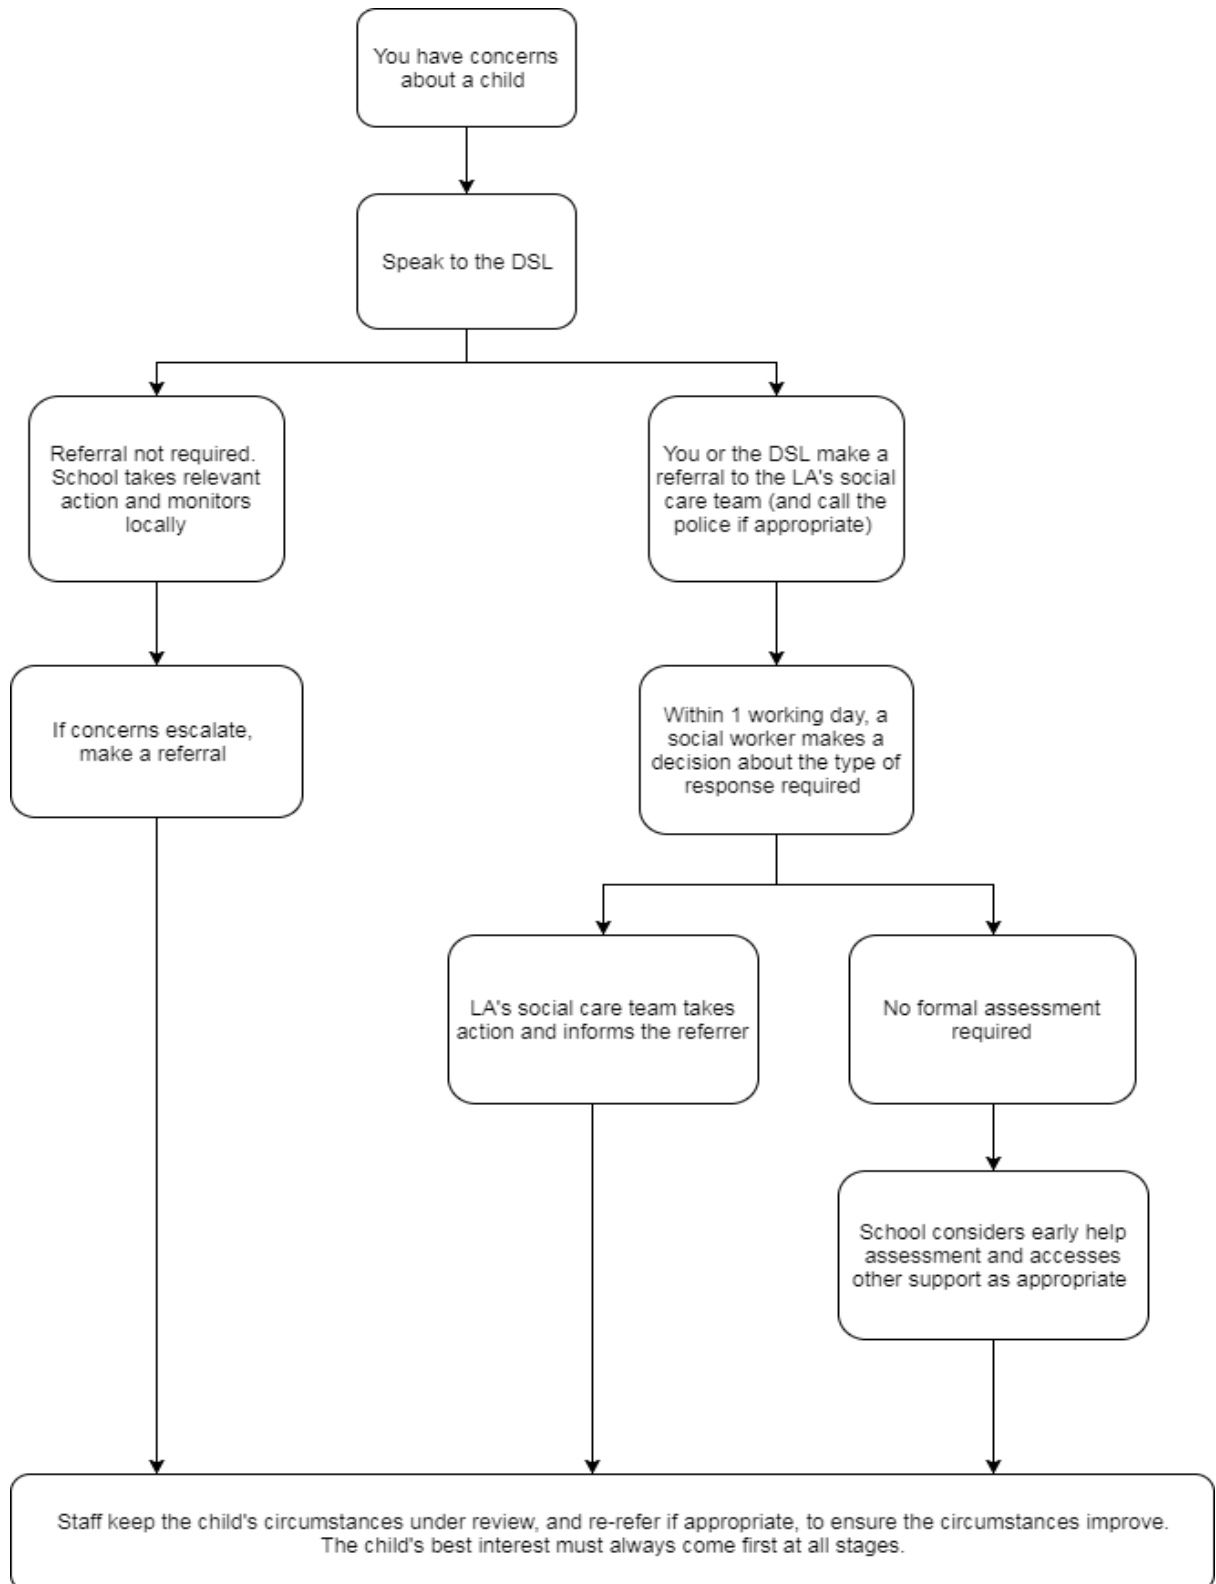 You have concerns
about a child
Speak to the DSL
Referral not required.
School takes relevant
action and monitors
locally
You or the DSL make a
referral to the LA's social
care team (and call the
police if appropriate)
If concerns escalate,
make a referral
Within 1 working day, a
social worker makes a
decision about the type of
response required
LA's social care team takes
action and informs the referrer
No formal assessment
required
School considers early help
assessment and accesses
other support as appropriate
Staff keep the child's circumstances under review, and re-refer if appropriate, to ensure the circumstances improve.
The child's best interest must always come first at all stages.